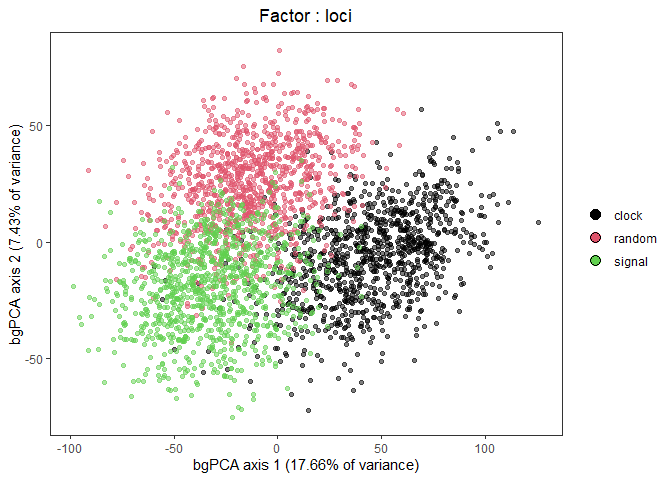 Factor : loci
bgPCA axis 2 (7.43% of variance)
50
0
-50
-100
-50
0
50
100
bgPCA axis 1 (17.66% of variance)
clock
random
signal